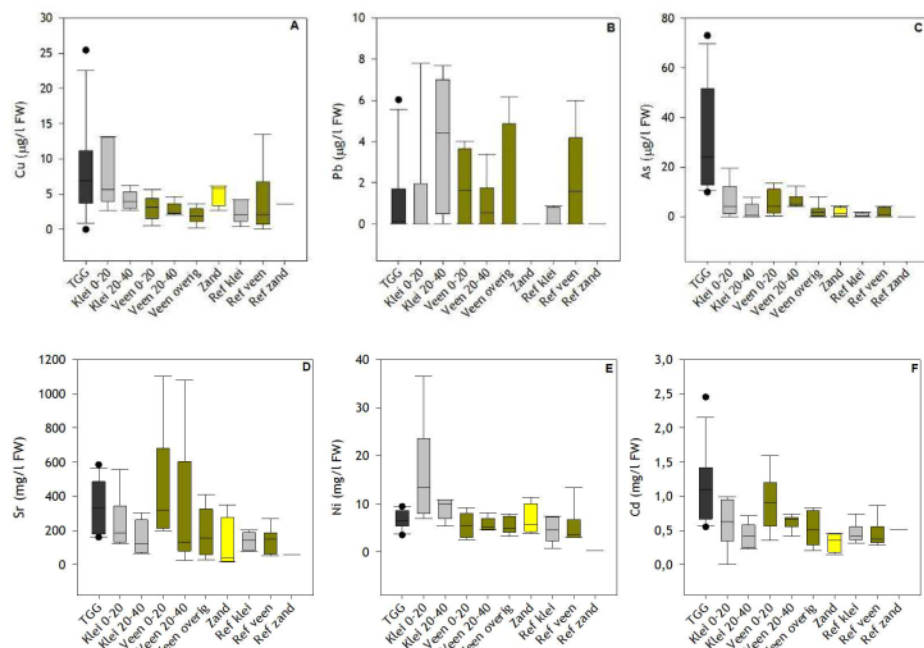 A
Cu (µg/l FW)
30
25
20
15
10
5
0
TGG
Klei 0-20
Klei 20-40
Veen 0-20
Veen 20-40
Veen overig
Zand
Ref klei
Ref veen
Ref zand
B
Pb (µg/l FW)
10
8
6
4
2
0
TGG
Klei 0-20
Klei 20-40
Veen 0-20
Veen 20-40
Veen overig
Zand
Ref klei
Ref veen
Ref zand
C
As (µg/l FW)
80
60
40
20
0
TGG
Klei 0-20
Klei 20-40
Veen 0-20
Veen 20-40
Veen overig
Zand
Ref klei
Ref veen
Ref zand
D
Sr (mg/l FW)
1200
1000
800
600
400
200
0
TGG
Klei 0-20
Klei 20-40
Veen 0-20
Veen 20-40
Veen overig
Zand
Ref klei
Ref veen
Ref zand
E
Ni (mg/l FW)
40
30
20
10
0
TGG
Klei 0-20
Klei 20-40
Veen 0-20
Veen 20-40
Veen overig
Zand
Ref klei
Ref veen
Ref zand
F
Cd (mg/l FW)
3,0
2,5
2,0
1,5
1,0
0,5
0,0
TGG
Klei 0-20
Klei 20-40
Veen 0-20
Veen 20-40
Veen overig
Zand
Ref klei
Ref veen
Ref zand